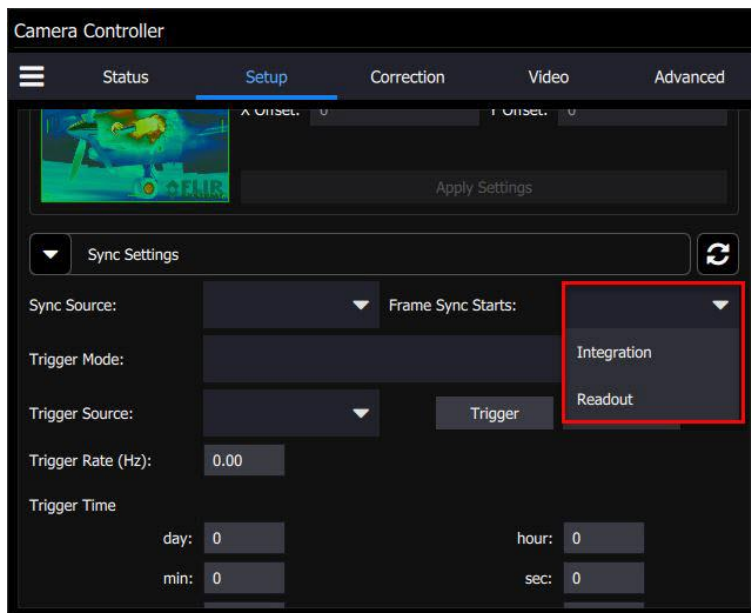 Camera Controller
Status Setup Correction Video Advanced
X Offset: 0 Y Offset: 0
FLIR
Apply Settings
Sync Settings
Sync Source: Frame Sync Starts:
Integration
Trigger Mode:
Readout
Trigger Source: Trigger
Trigger Rate (Hz): 0.00
Trigger Time
day: 0 hour: 0
min: 0 sec: 0